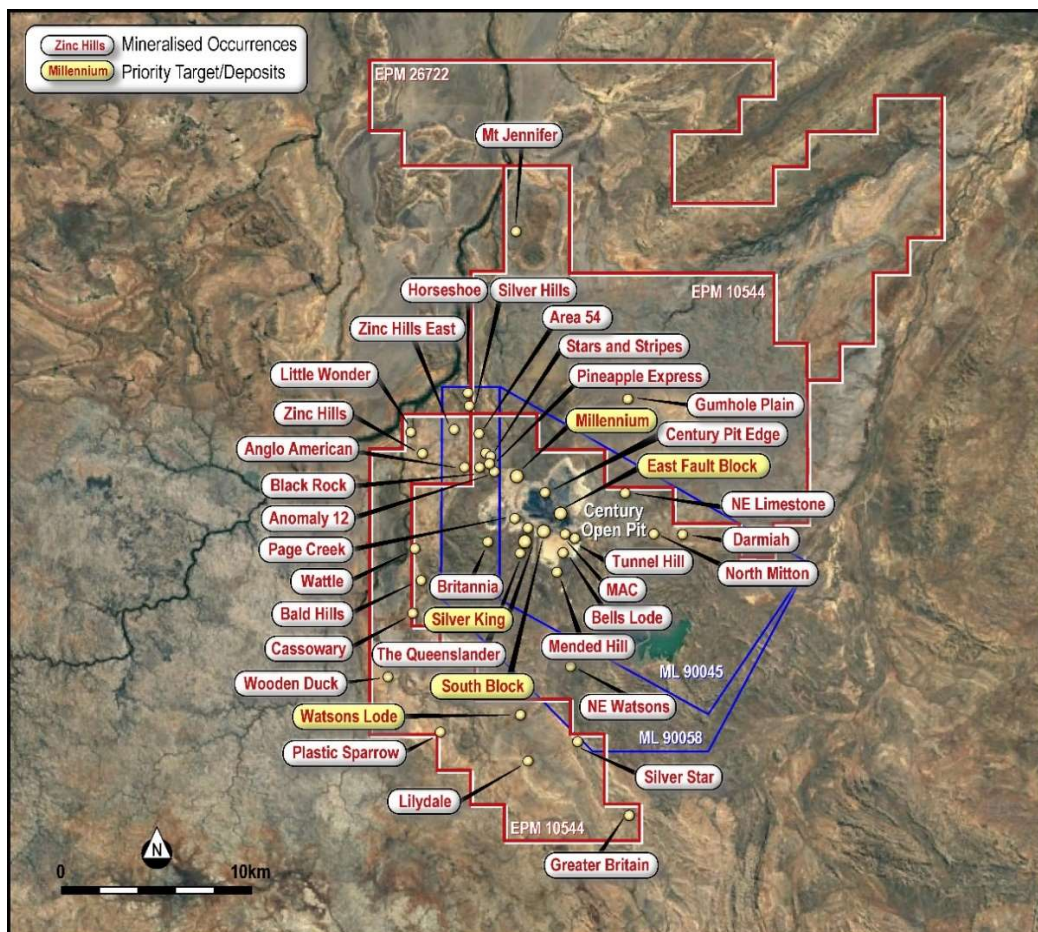 Zinc Hills Mineralised Occurrences
Millennium Priority Target/Deposits
EPM 26722
Mt Jennifer
EPM 10544
Horseshoe
Silver Hills
Zinc Hills East
Area 54
Stars and Stripes
Little Wonder
Pineapple Express
Gumhole Plain
Zinc Hills
Millennium
Anglo American
Century Pit Edge
East Fault Block
Black Rock
NE Limestone
Anomaly 12
Century
Open Pit
Darmiah
Page Creek
Tunnel Hill
North Mitton
Wattle
Britannia
MAC
Bald Hills
Silver King
Bells Lode
Cassowary
Mended Hill
The Queenslander
ML 90045
Wooden Duck
South Block
NE Watsons
Watsons Lode
ML 90058
Plastic Sparrow
Silver Star
Lilydale
EPM 10544
Greater Britain
N
0 10km